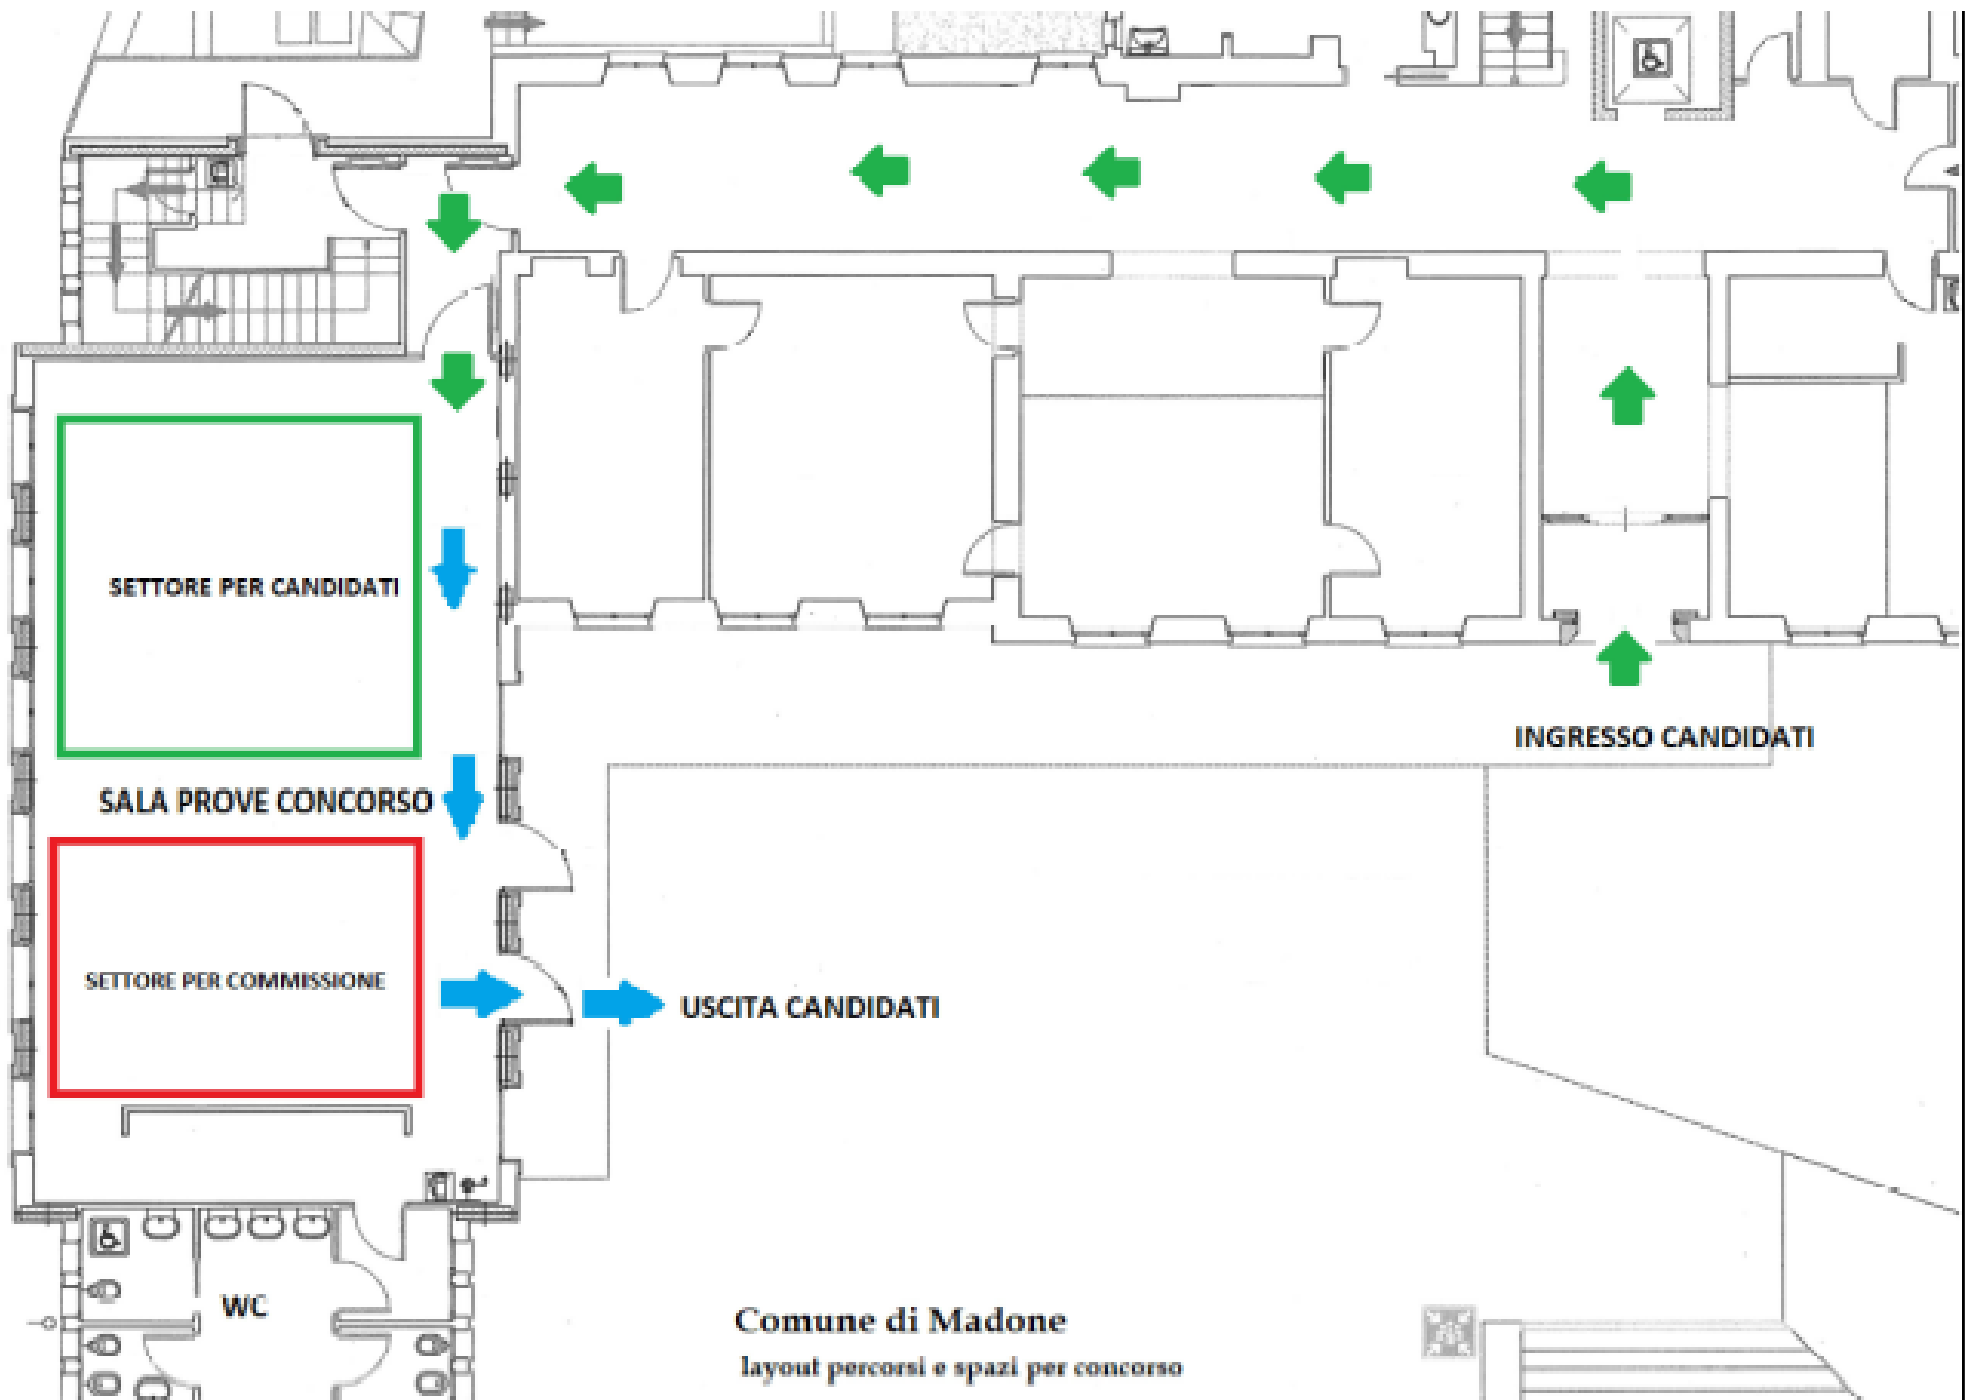 SETTORE PER CANDIDATI
INGRESSO CANDIDATI
SALA PROVE CONCORSO
SETTORE PER COMMISSIONE
USCITA CANDIDATI
WC
Comune di Madone
layout percorsi e spazi per concorso